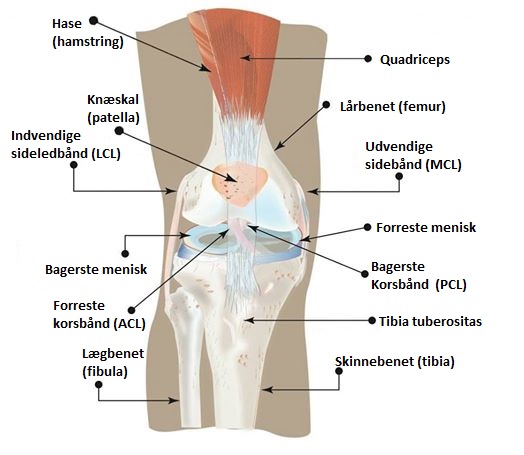 Hase
(hamstring)
Quadriceps
Knæskal
(patella)
Lårbenet (femur)
Indvendige
sideledbånd (LCL)
Udvendige
sidebånd (MCL)
Forreste menisk
Bagerste menisk
Bagerste
Korsbånd (PCL)
Forreste
korsbånd (ACL)
Tibia tuberositas
Lægbenet
(fibula)
Skinnebenet (tibia)